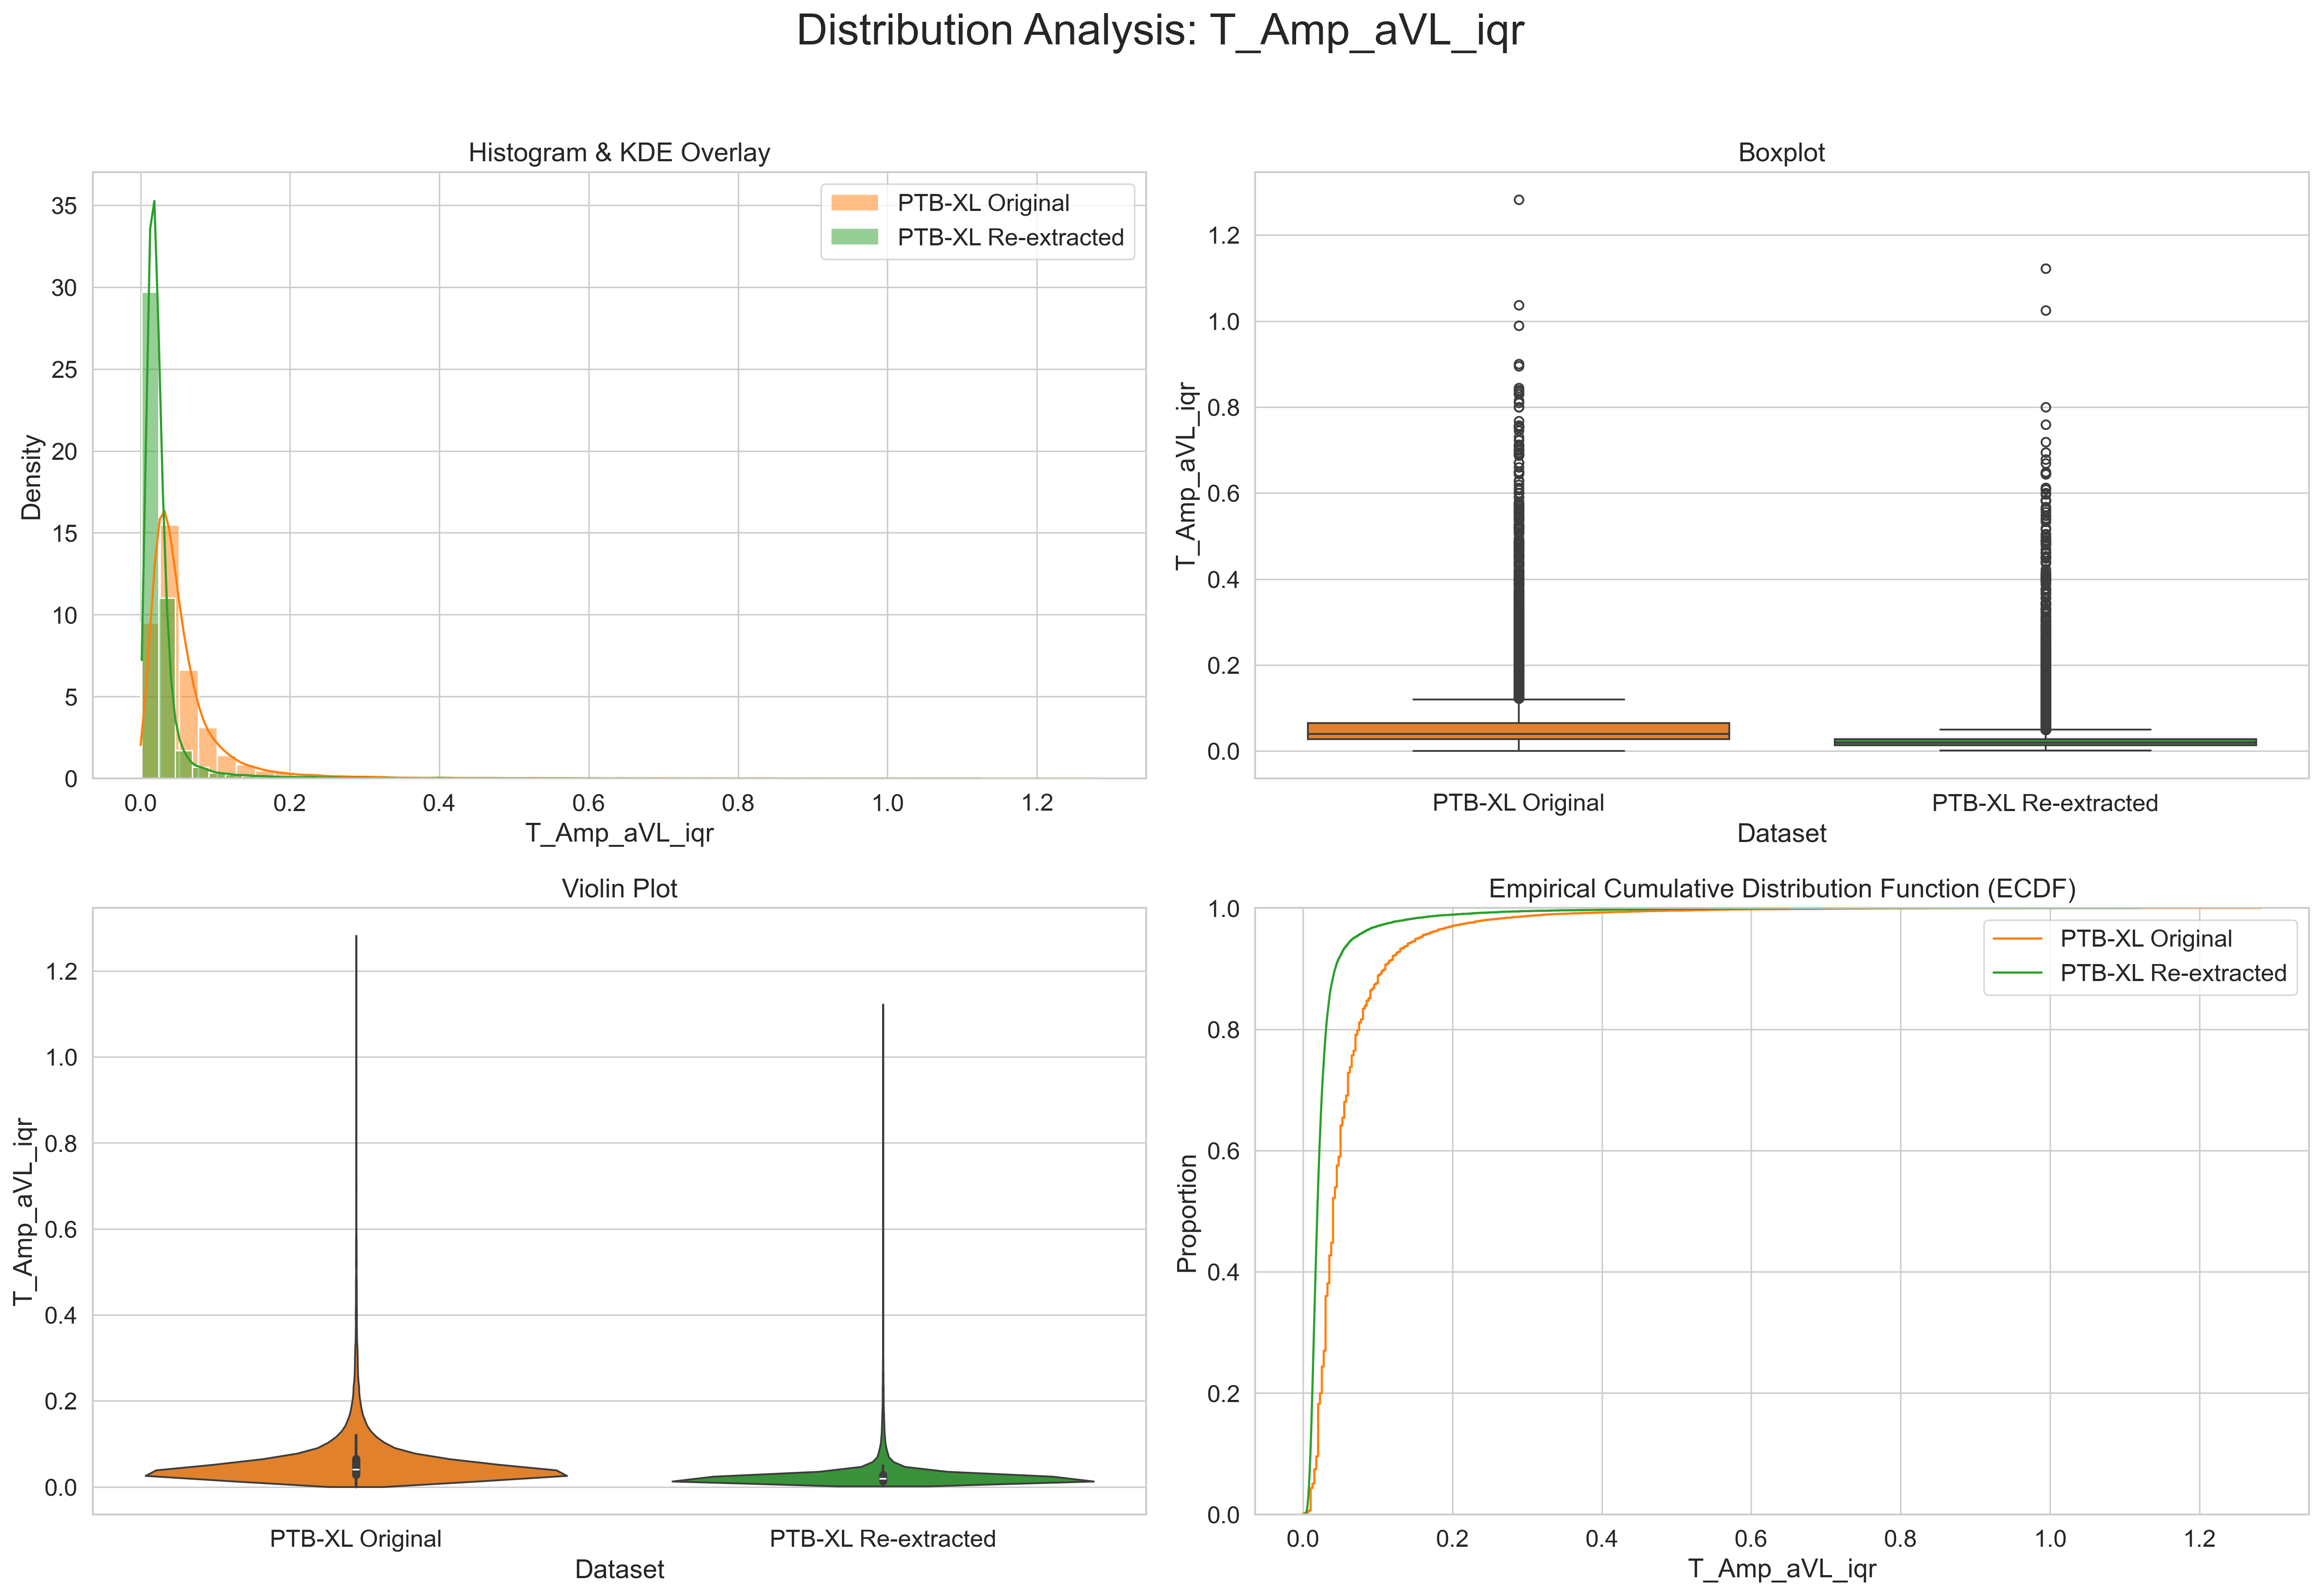 Distribution Analysis: T_Amp_aVL_iqr
Histogram & KDE Overlay
PTB-XL Original
PTB-XL Re-extracted
Density
35
30
25
20
15
10
5
0
0.0 0.2 0.4 0.6 0.8 1.0 1.2
T_Amp_aVL_iqr
Boxplot
T_Amp_aVL_iqr
1.2
1.0
0.8
0.6
0.4
0.2
0.0
PTB-XL Original PTB-XL Re-extracted
Dataset
Violin Plot
T_Amp_aVL_iqr
1.2
1.0
0.8
0.6
0.4
0.2
0.0
PTB-XL Original PTB-XL Re-extracted
Dataset
Empirical Cumulative Distribution Function (ECDF)
PTB-XL Original
PTB-XL Re-extracted
Proportion
1.0
0.8
0.6
0.4
0.2
0.0
0.0 0.2 0.4 0.6 0.8 1.0 1.2
T_Amp_aVL_iqr